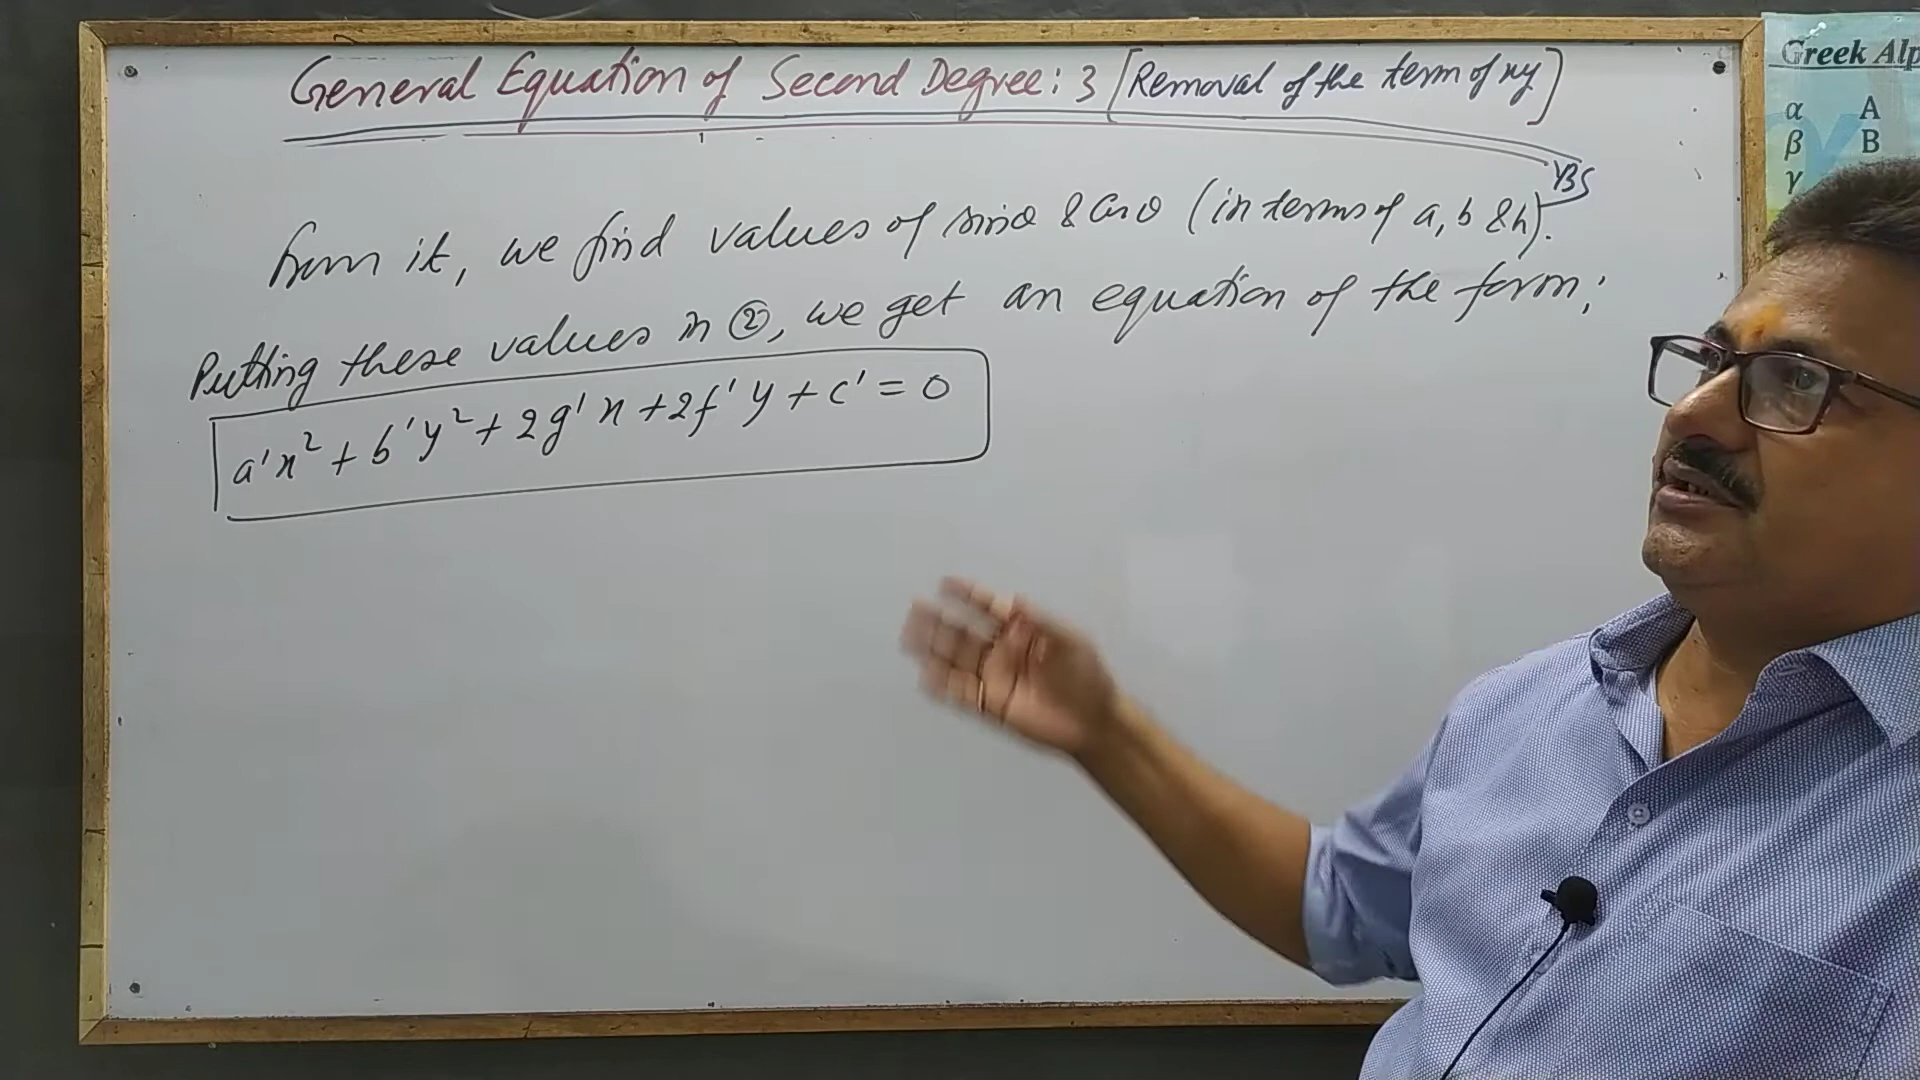 General Equation of Second Degree: 3 [Removal of the term of xy]
YBS
from it, we find values of sinθ & cosθ (in terms of a, b & h).
Putting these values in ②, we get an equation of the form;
a'x² + b'y² + 2g'x + 2f'y + c' = 0
Greek Alp
α A
β B
γ